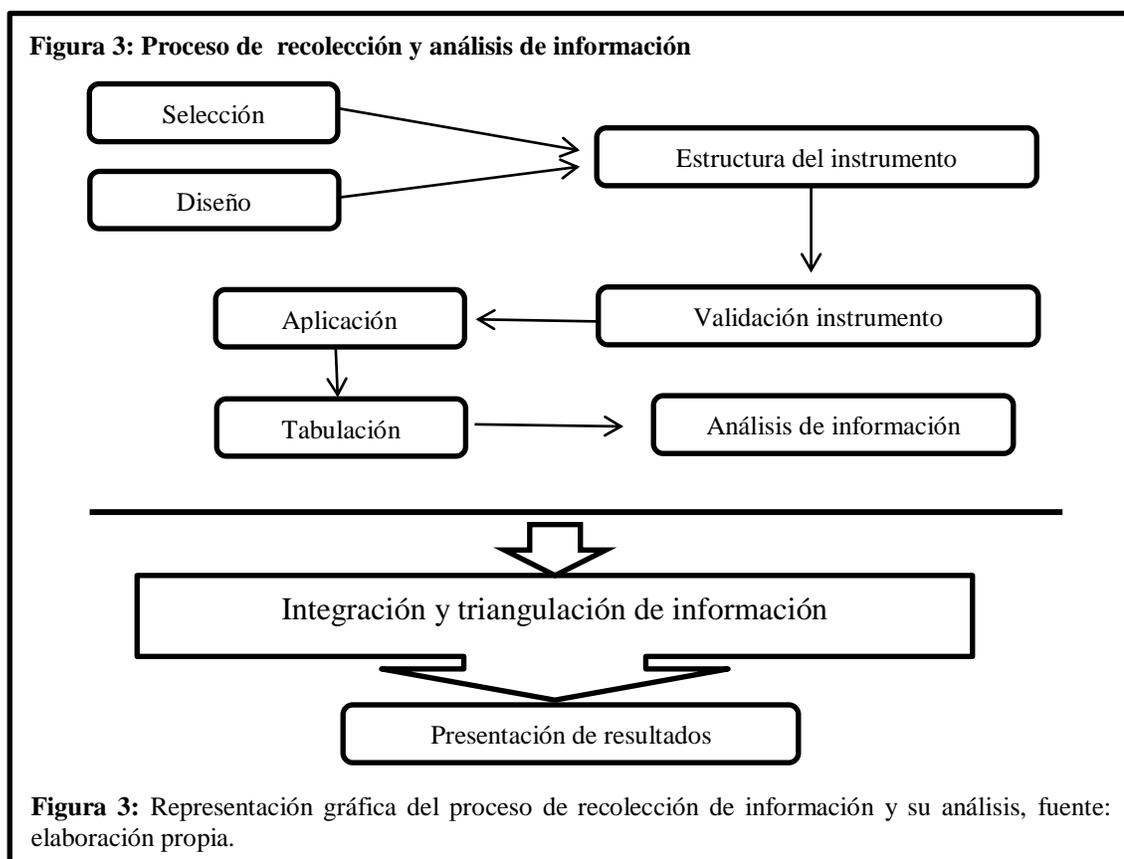 Figura 3: Proceso de recolección y análisis de información
Selección
Estructura del instrumento
Diseño
Aplicación
Validación instrumento
Tabulación
Análisis de información
Integración y triangulación de información
Presentación de resultados
Figura 3: Representación gráfica del proceso de recolección de información y su análisis, fuente:
elaboración propia.